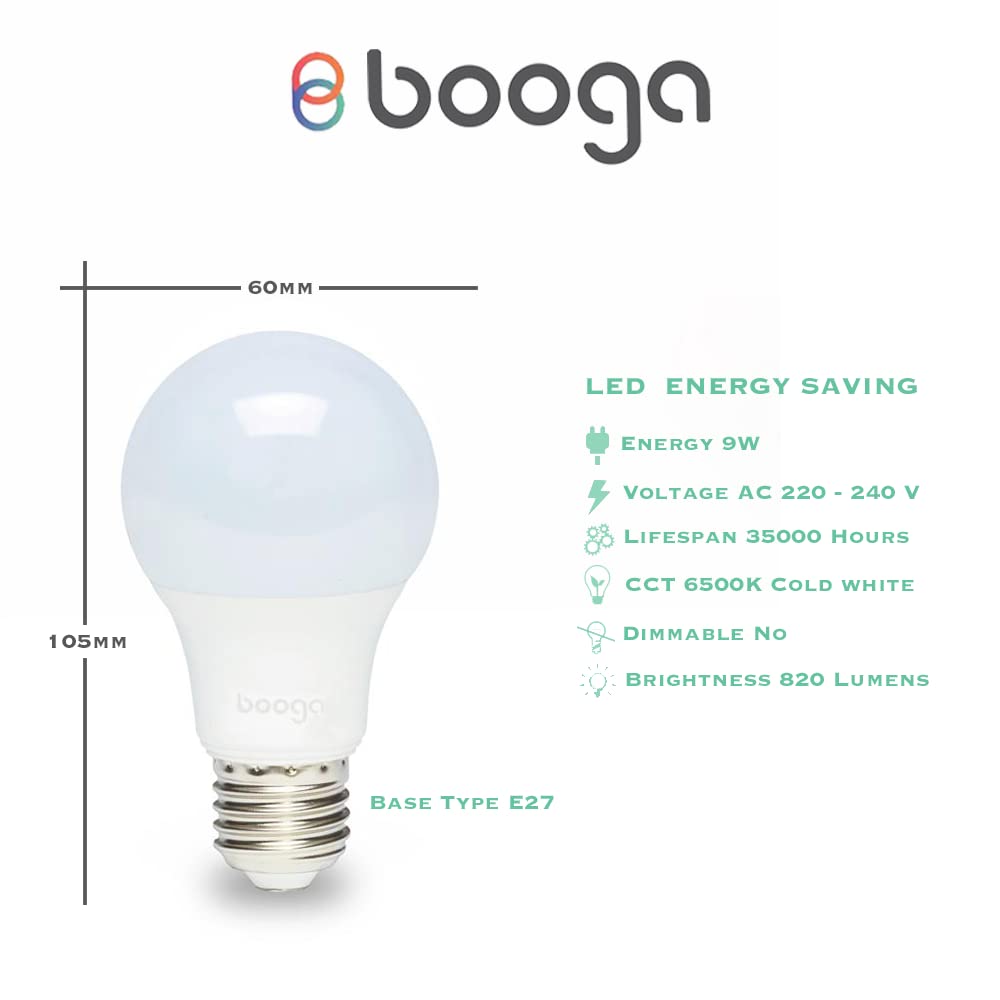 booga
60mm
LED ENERGY SAVING
Energy 9W
Voltage AC 220 - 240 V
Lifespan 35000 Hours
CCT 6500K Cold white
105mm
Dimmable No
Brightness 820 Lumens
booga
Base Type E27